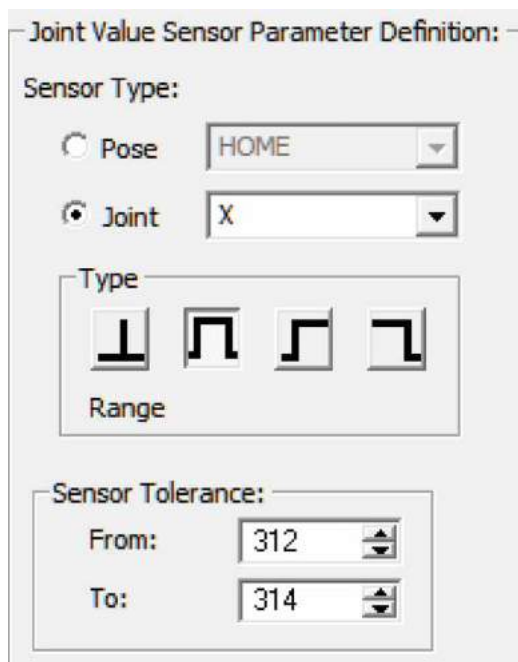 Joint Value Sensor Parameter Definition:
Sensor Type:
Pose HOME
Joint X
Type
Range
Sensor Tolerance:
From: 312
To: 314